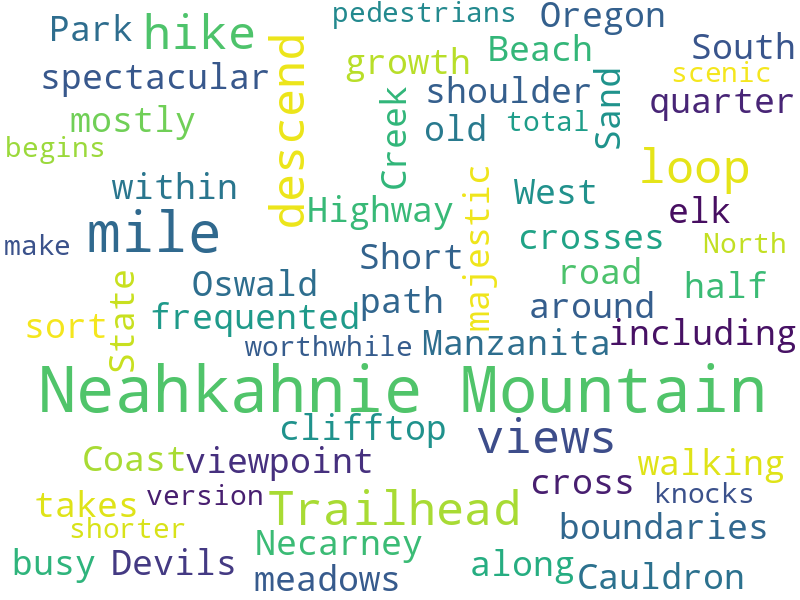 Park hike pedestrians Oregon
spectacular descend growth Beach South
scenic
mostly Creek shoulder Sand quarter
begins old total
within Highway majestic West loop
mile elk
make Short crosses North
State Oswald path road half
sort frequented around
worthwhile Manzanita including
Neahkahnie Mountain
clifftop views
Coast viewpoint walking
takes version Trailhead cross knocks
shorter boundaries
busy Devils Necarney along
meadows Cauldron